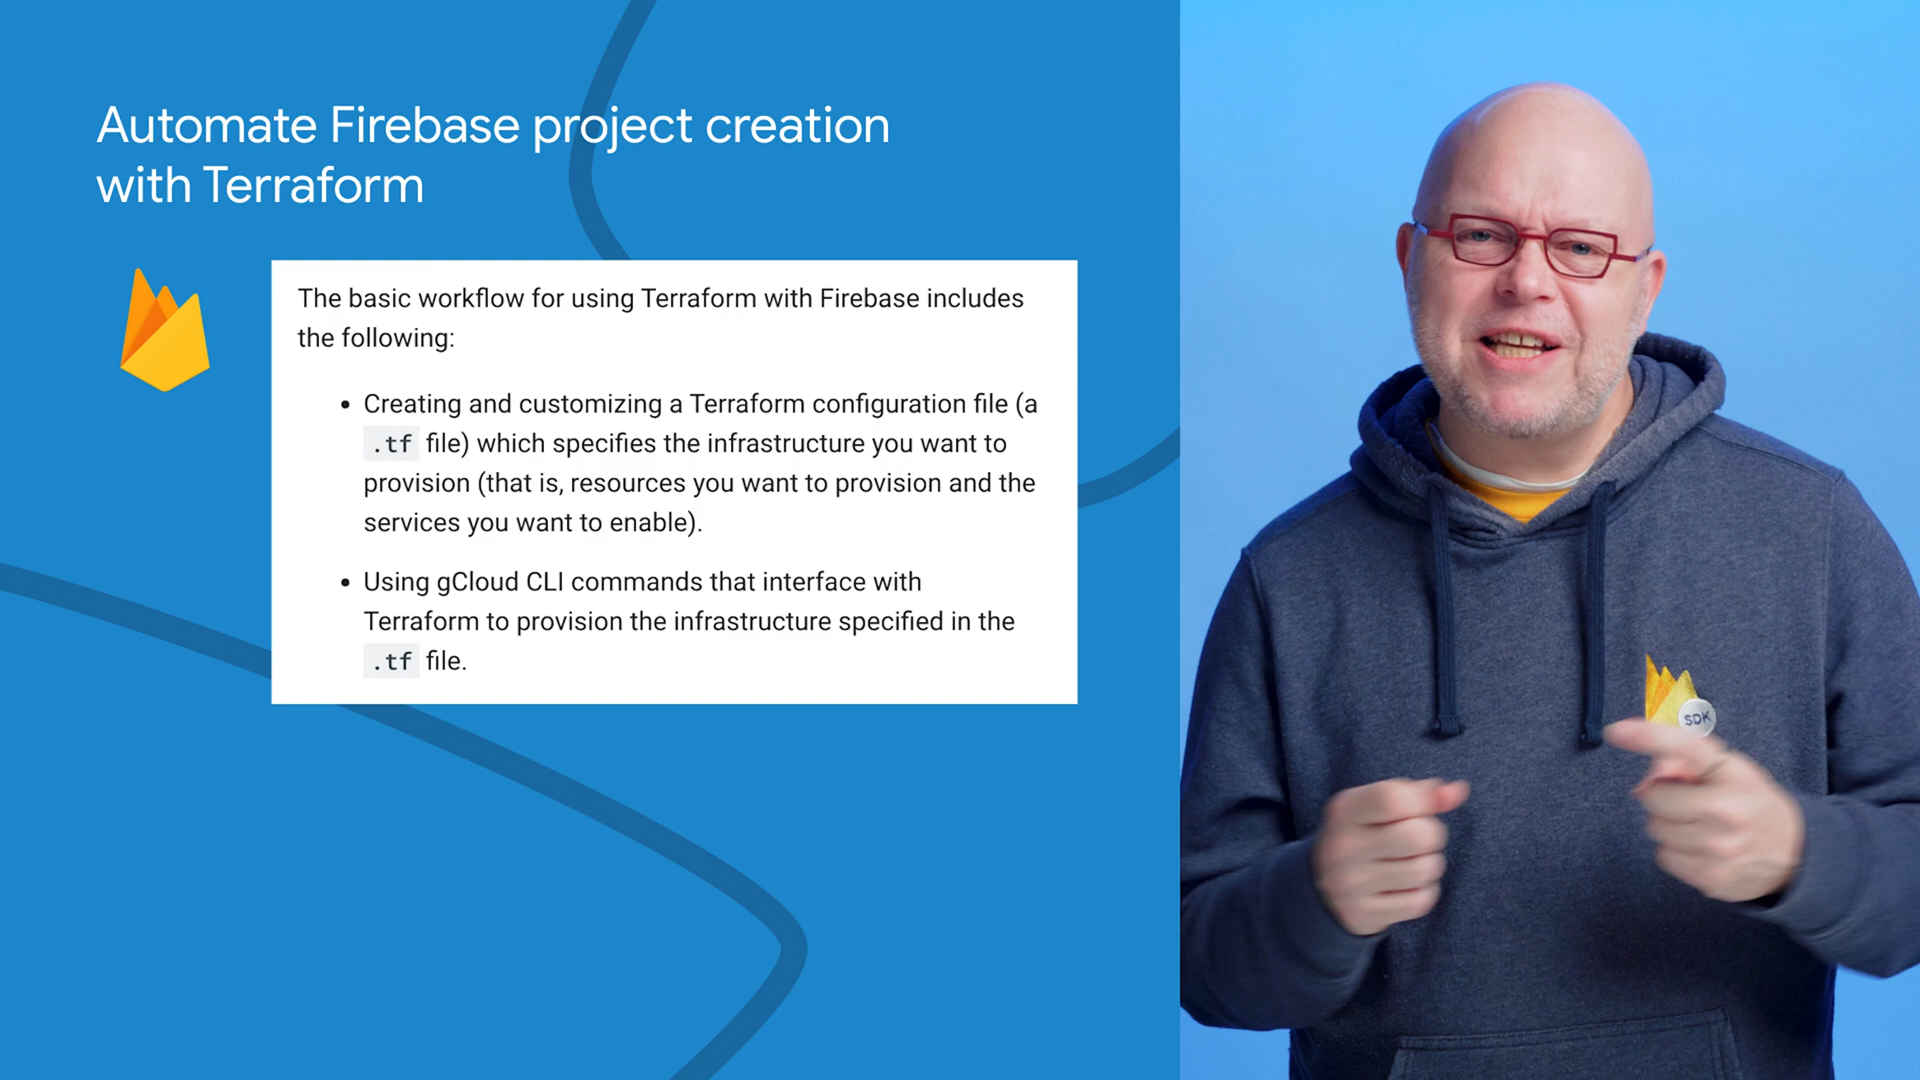 Automate Firebase project creation
with Terraform
The basic workflow for using Terraform with Firebase includes
the following:
• Creating and customizing a Terraform configuration file (a
.tf file) which specifies the infrastructure you want to
provision (that is, resources you want to provision and the
services you want to enable).
• Using gCloud CLI commands that interface with
Terraform to provision the infrastructure specified in the
.tf file.
SDK